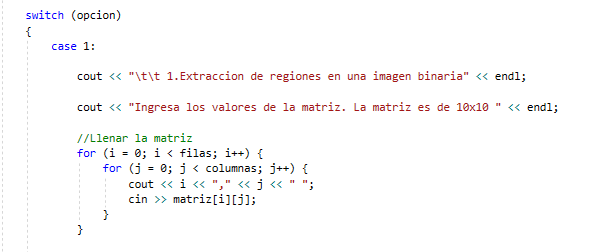 switch (opcion)
{
case 1:
cout << "\t\t 1.Extraccion de regiones en una imagen binaria" << endl;
cout << "Ingresa los valores de la matriz. La matriz es de 10x10 " << endl;
//Llenar la matriz
for (i = 0; i < filas; i++) {
for (j = 0; j < columnas; j++) {
cout << i << "," << j << " ";
cin >> matriz[i][j];
}
}